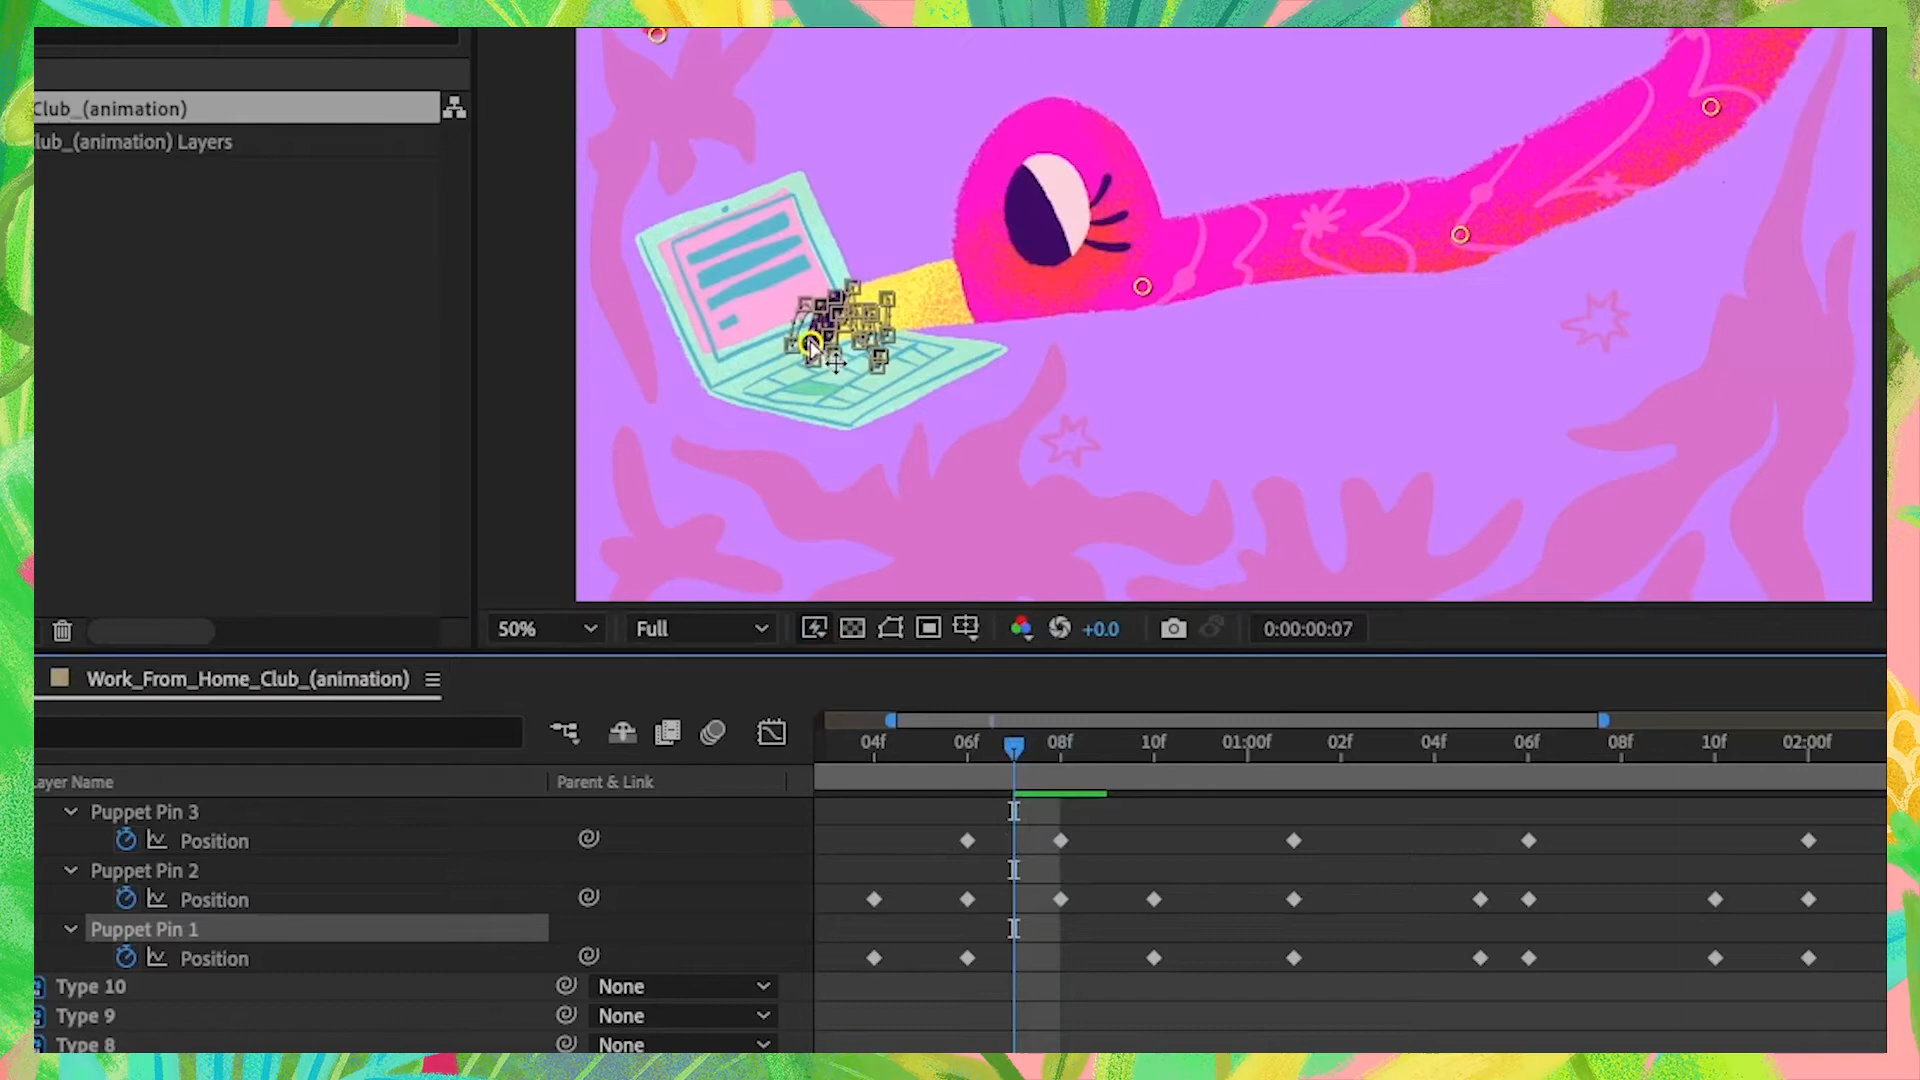 Club_(animation)
lub_(animation) Layers
50%
Full
+0.0
0:00:00:07
Work_From_Home_Club_(animation)
04f 06f 08f 10f 01:00f 02f 04f 06f 08f 10f 02:00f
ayer Name
Parent & Link
Puppet Pin 3
Position
Puppet Pin 2
Position
Puppet Pin 1
Position
Type 10 None
Type 9 None
Type 8 None